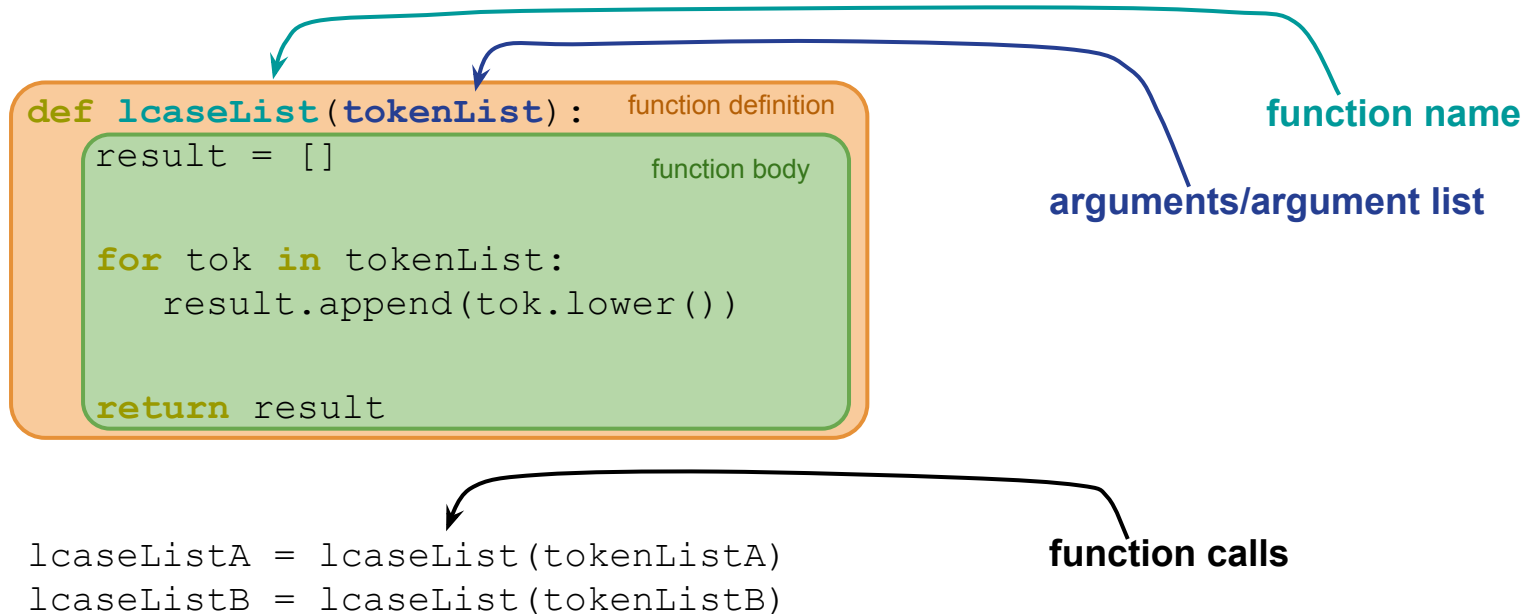 def lcaseList(tokenList): function definition
function name
result = []
function body
arguments/argument list
for tok in tokenList:
result.append(tok.lower())
return result
lcaseListA = lcaseList(tokenListA)
function calls
lcaseListB = lcaseList(tokenListB)